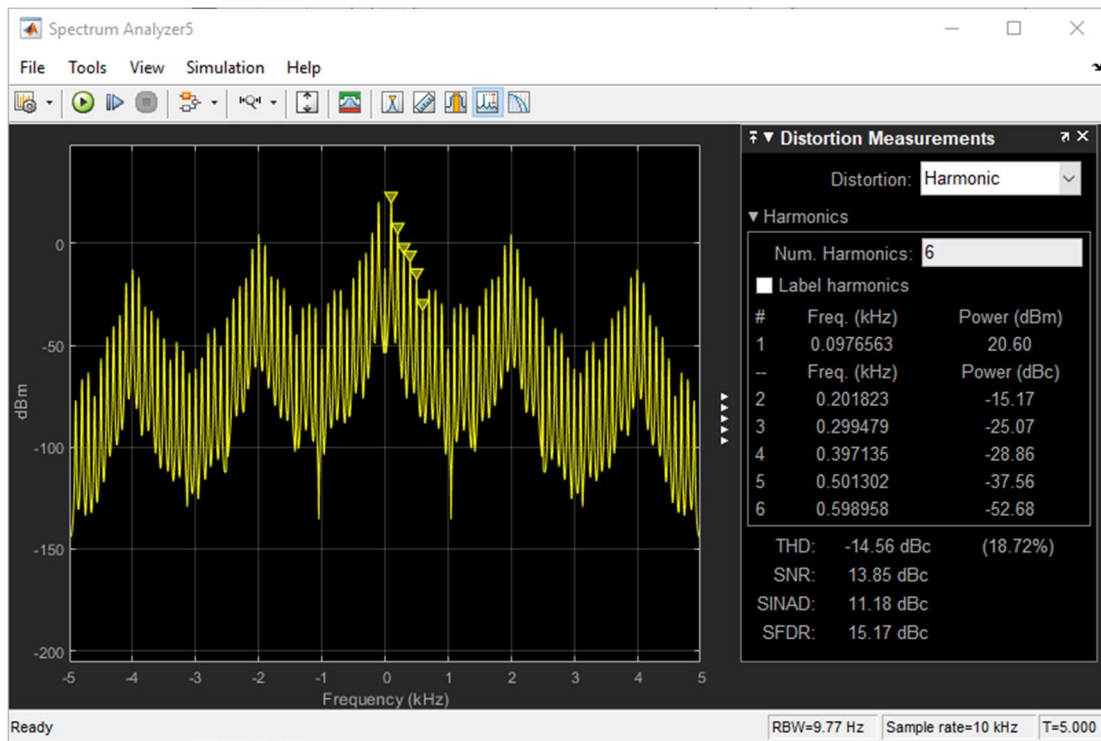 Spectrum Analyzer5
File Tools View Simulation Help
0
-50
-100
-150
-200
dBm
-5 -4 -3 -2 -1 0 1 2 3 4 5
Frequency (kHz)
Distortion Measurements
Distortion: Harmonic
Harmonics
Num. Harmonics: 6
Label harmonics
# Freq. (kHz) Power (dBm)
1 0.0976563 20.60
-- Freq. (kHz) Power (dBc)
2 0.201823 -15.17
3 0.299479 -25.07
4 0.397135 -28.86
5 0.501302 -37.56
6 0.598958 -52.68
THD: -14.56 dBc (18.72%)
SNR: 13.85 dBc
SINAD: 11.18 dBc
SFDR: 15.17 dBc
Ready RBW=9.77 Hz Sample rate=10 kHz T=5.000